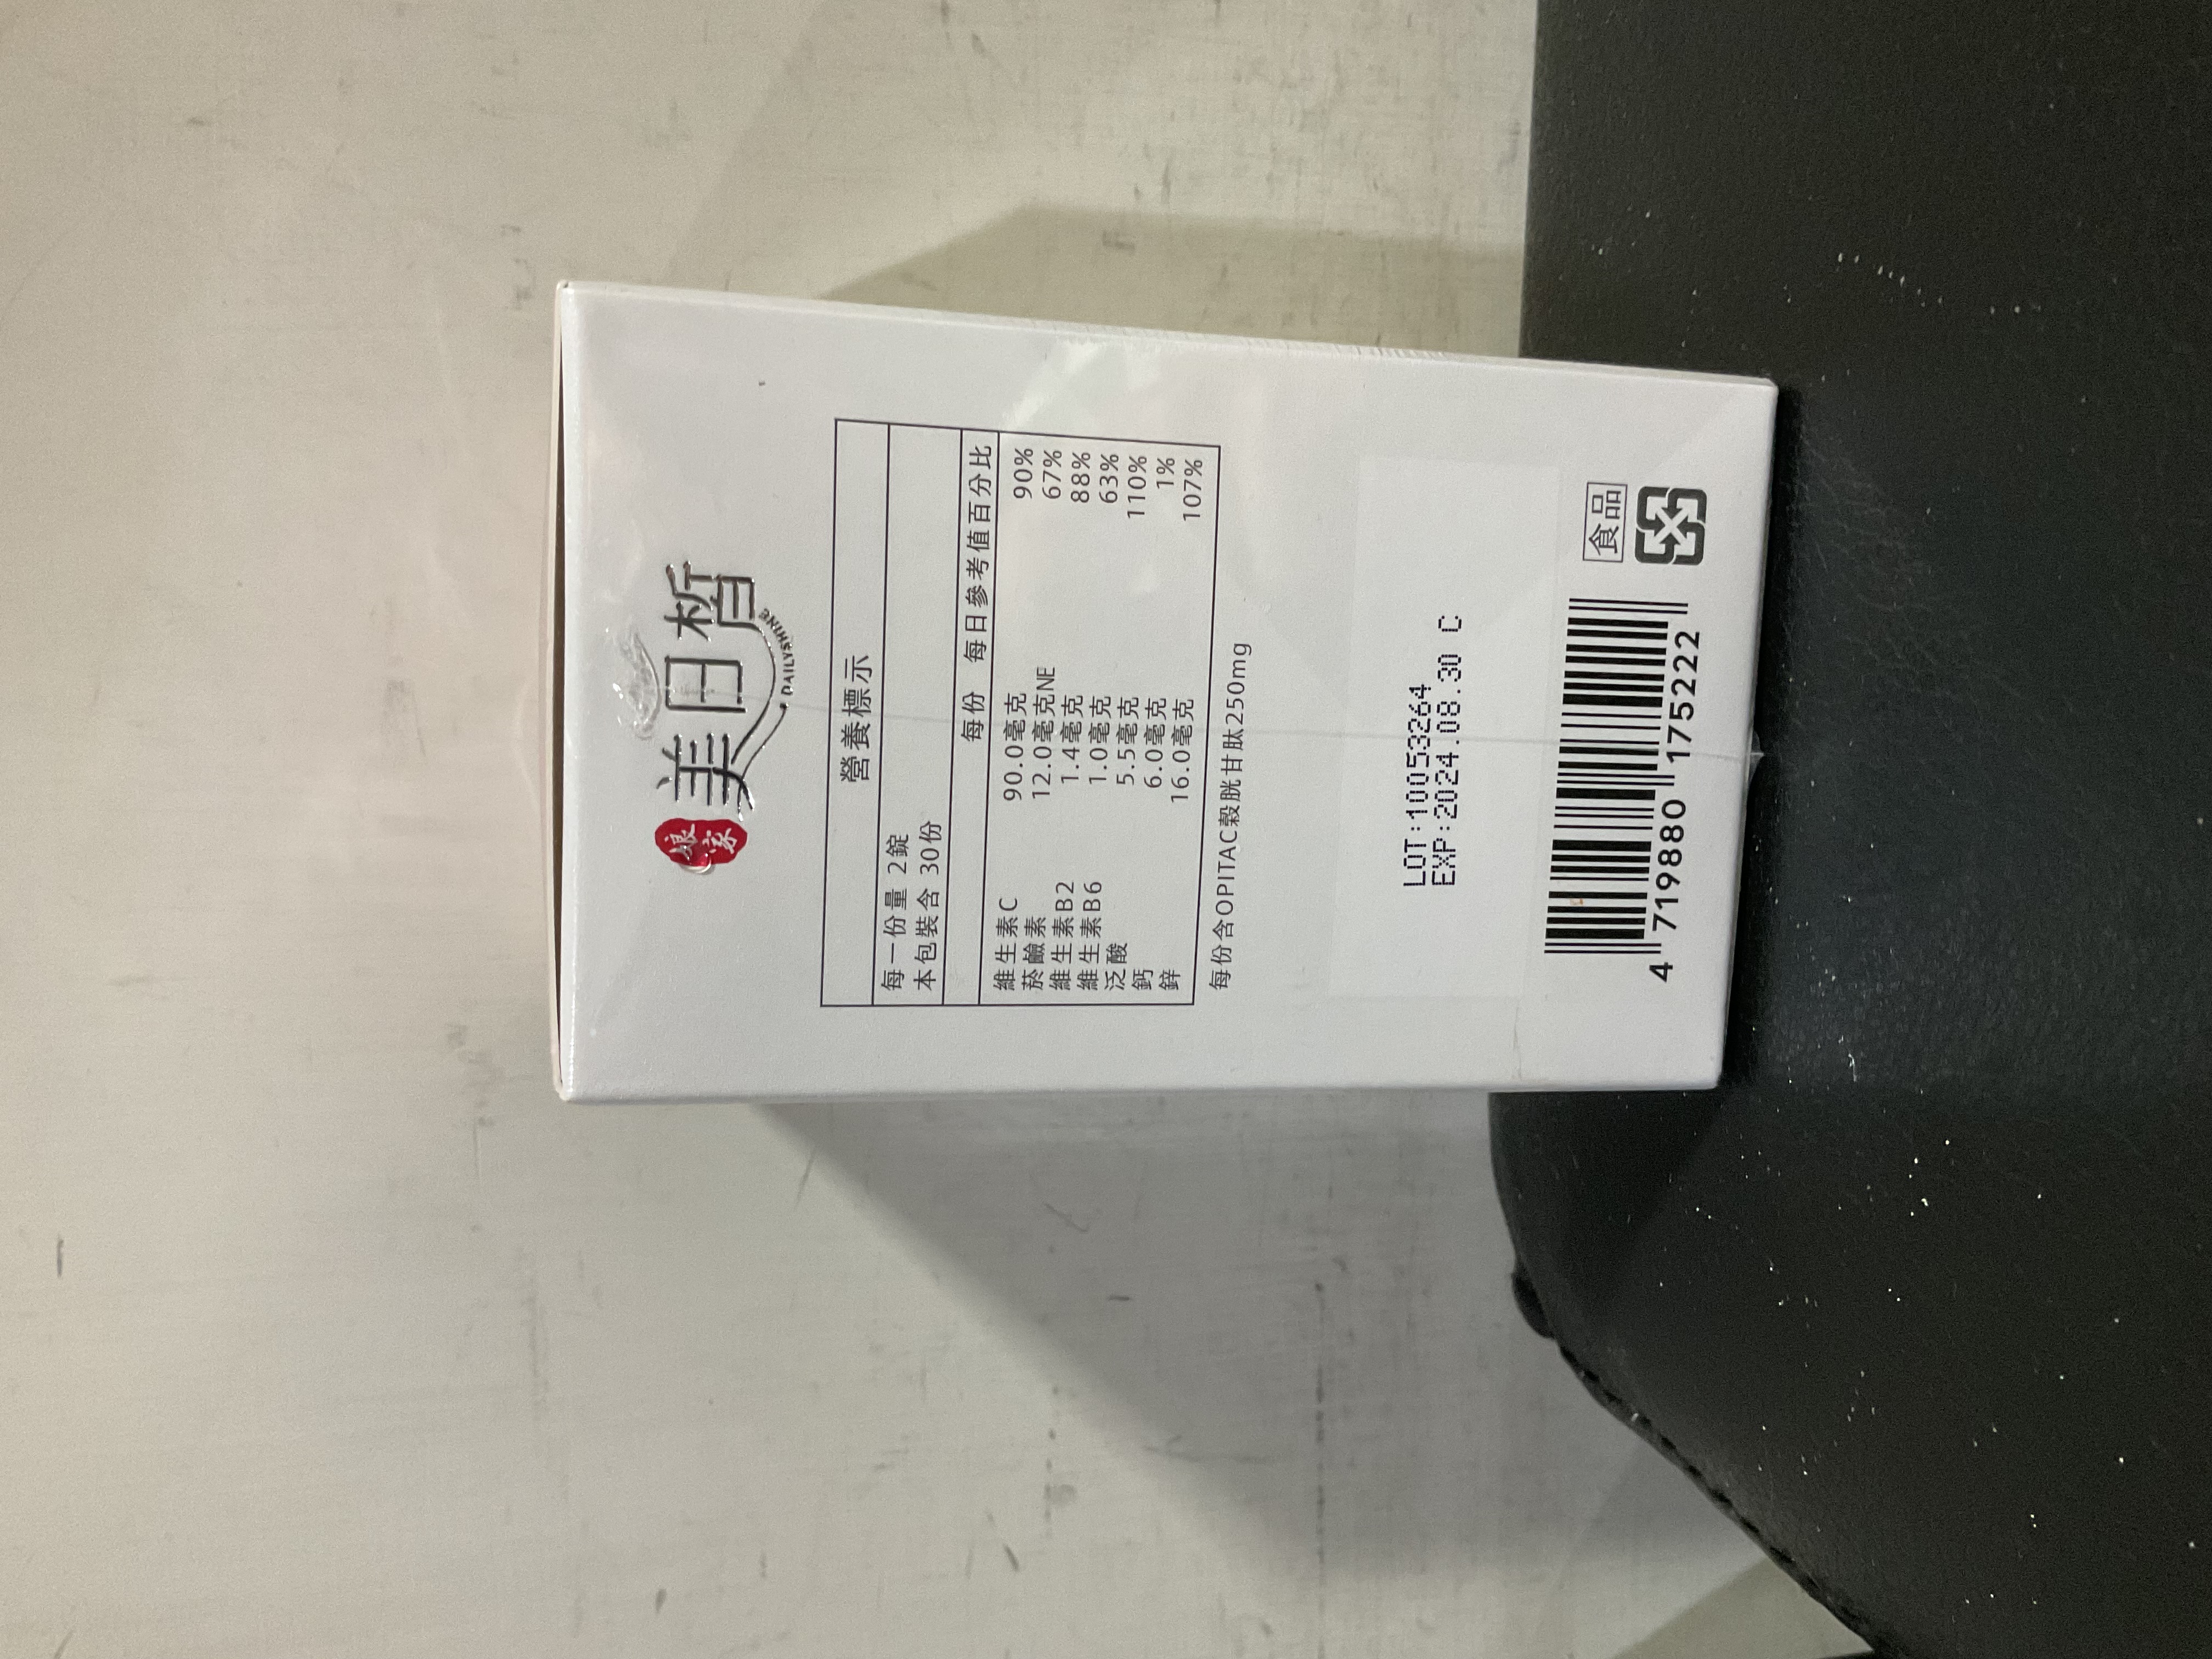 娘家
美日皙
DAILYSHINE
營養標示
每一份量 2錠
本包裝含 30份
每份 每日參考值百分比
維生素C 90.0毫克 90%
菸鹼素 12.0毫克NE 67%
維生素B2 1.4毫克 88%
維生素B6 1.0毫克 63%
泛酸 5.5毫克 110%
鈣 6.0毫克 1%
鋅 16.0毫克 107%
每份含OPITAC穀胱甘肽250mg
LOT:10053264
EXP:2024.08.30 C
食品
4 719880 175222